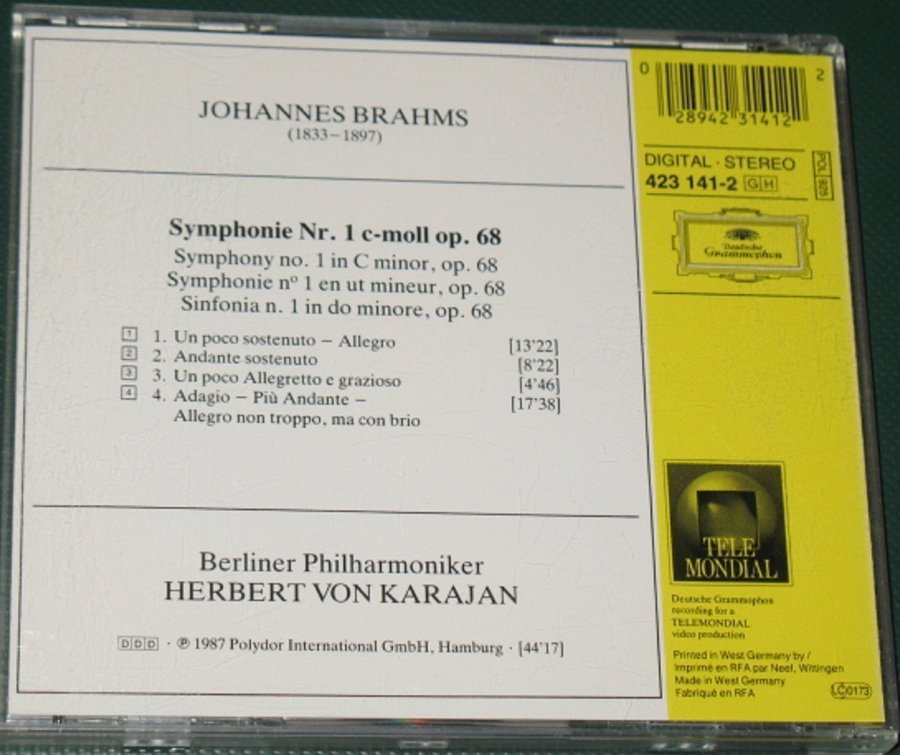 JOHANNES BRAHMS
(1833–1897)
Symphonie Nr. 1 c-moll op. 68
Symphony no. 1 in C minor, op. 68
Symphonie nº 1 en ut mineur, op. 68
Sinfonia n. 1 in do minore, op. 68
1 1. Un poco sostenuto – Allegro [13'22]
2 2. Andante sostenuto [8'22]
3 3. Un poco Allegretto e grazioso [4'46]
4 4. Adagio – Più Andante – [17'38]
Allegro non troppo, ma con brio
Berliner Philharmoniker
HERBERT VON KARAJAN
DDD · ℗ 1987 Polydor International GmbH, Hamburg · [44'17]
0 28942 31412 2
DIGITAL · STEREO
423 141-2 GH
POL 925
Deutsche
Grammophon
TELE
MONDIAL
Deutsche Grammophon
recording for a
TELEMONDIAL
video production
Printed in West Germany by /
Imprimé en RFA par Neef, Wittingen
Made in West Germany
Fabriqué en RFA
LC 0173